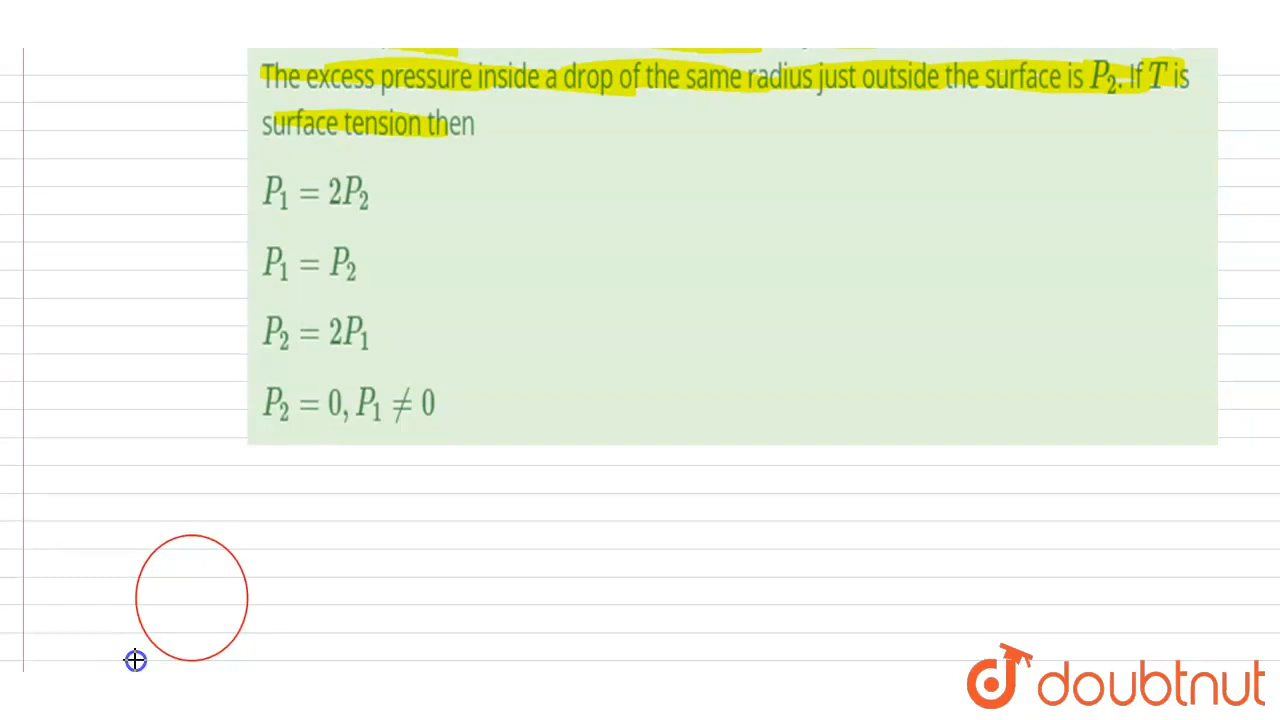 The excess pressure inside a drop of the same radius just outside the surface is P₂. If T is
surface tension then
P₁ = 2P₂
P₁ = P₂
P₂ = 2P₁
P₂ = 0, P₁ ≠ 0
doubtnut